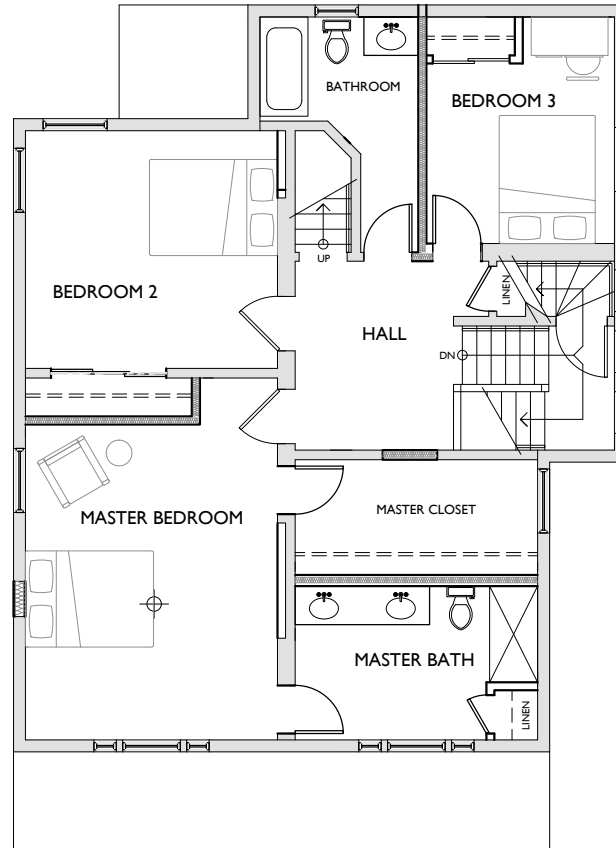 BATHROOM
BEDROOM 3
UP
BEDROOM 2
LINEN
HALL
DN
MASTER BEDROOM
MASTER CLOSET
MASTER BATH
LINEN